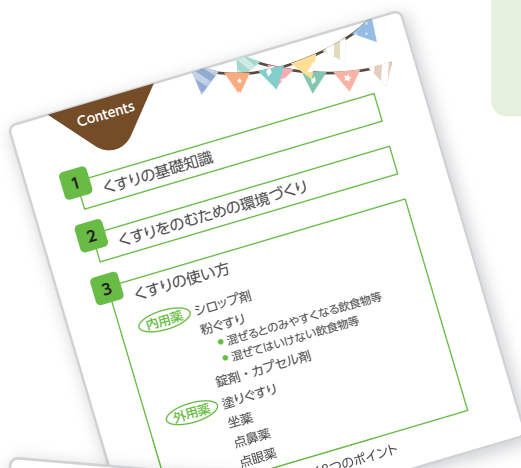 Contents
1 くすりの基礎知識
2 くすりをのむための環境づくり
3 くすりの使い方
内用薬 シロップ剤
粉ぐすり
● 混ぜるとのみやすくなる飲食物等
● 混ぜてはいけない飲食物等
錠剤・カプセル剤
外用薬 塗りぐすり
坐薬
点鼻薬
点眼薬
つのポイント